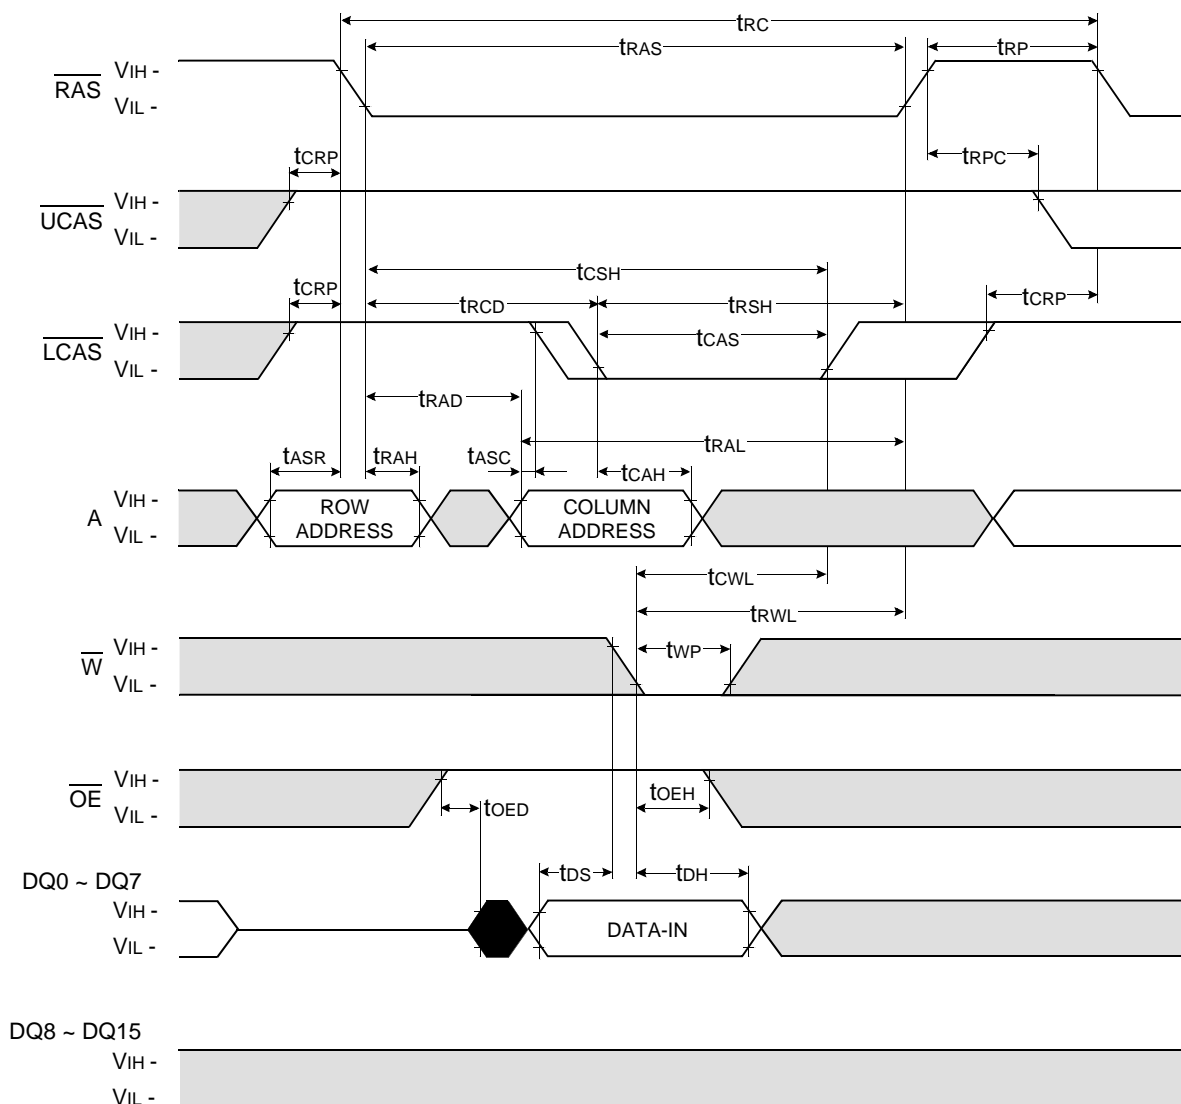 tRC
tRAS
tRP
RAS
VIH -
VIL -
tCRP
tRPC
UCAS
VIH -
VIL -
tCSH
tCRP
tRCD
tRSH
tCRP
LCAS
VIH -
VIL -
tCAS
tRAD
tRAL
tASR
tRAH
tASC
tCAH
A
VIH -
VIL -
ROW
ADDRESS
COLUMN
ADDRESS
tCWL
tRWL
W
VIH -
VIL -
tWP
OE
VIH -
VIL -
tOED
tOEH
tDS
tDH
DQ0 ~ DQ7
VIH -
VIL -
DATA-IN
DQ8 ~ DQ15
VIH -
VIL -